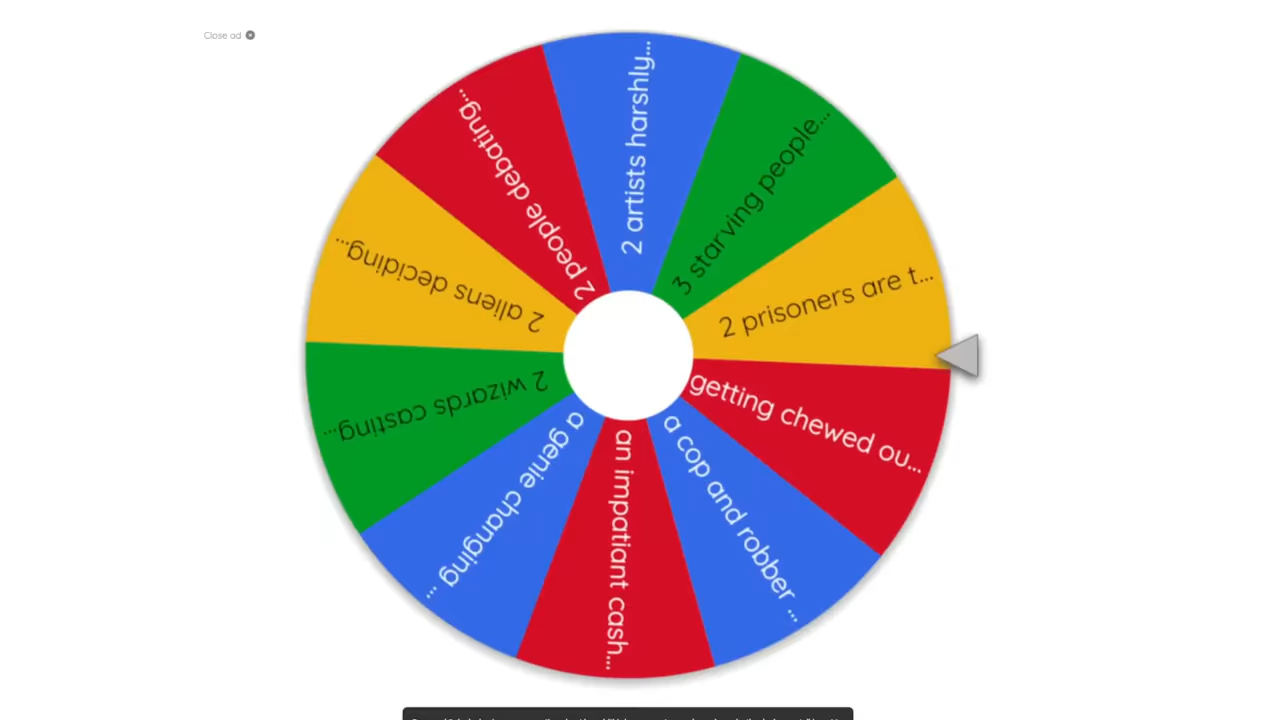 Close ad
2 artists harshly...
3 starving people...
2 prisoners are t...
getting chewed ou...
a cop and robber ...
an impatiant cash...
a genie changing ...
2 wizards casting...
2 aliens deciding...
2 people debating...